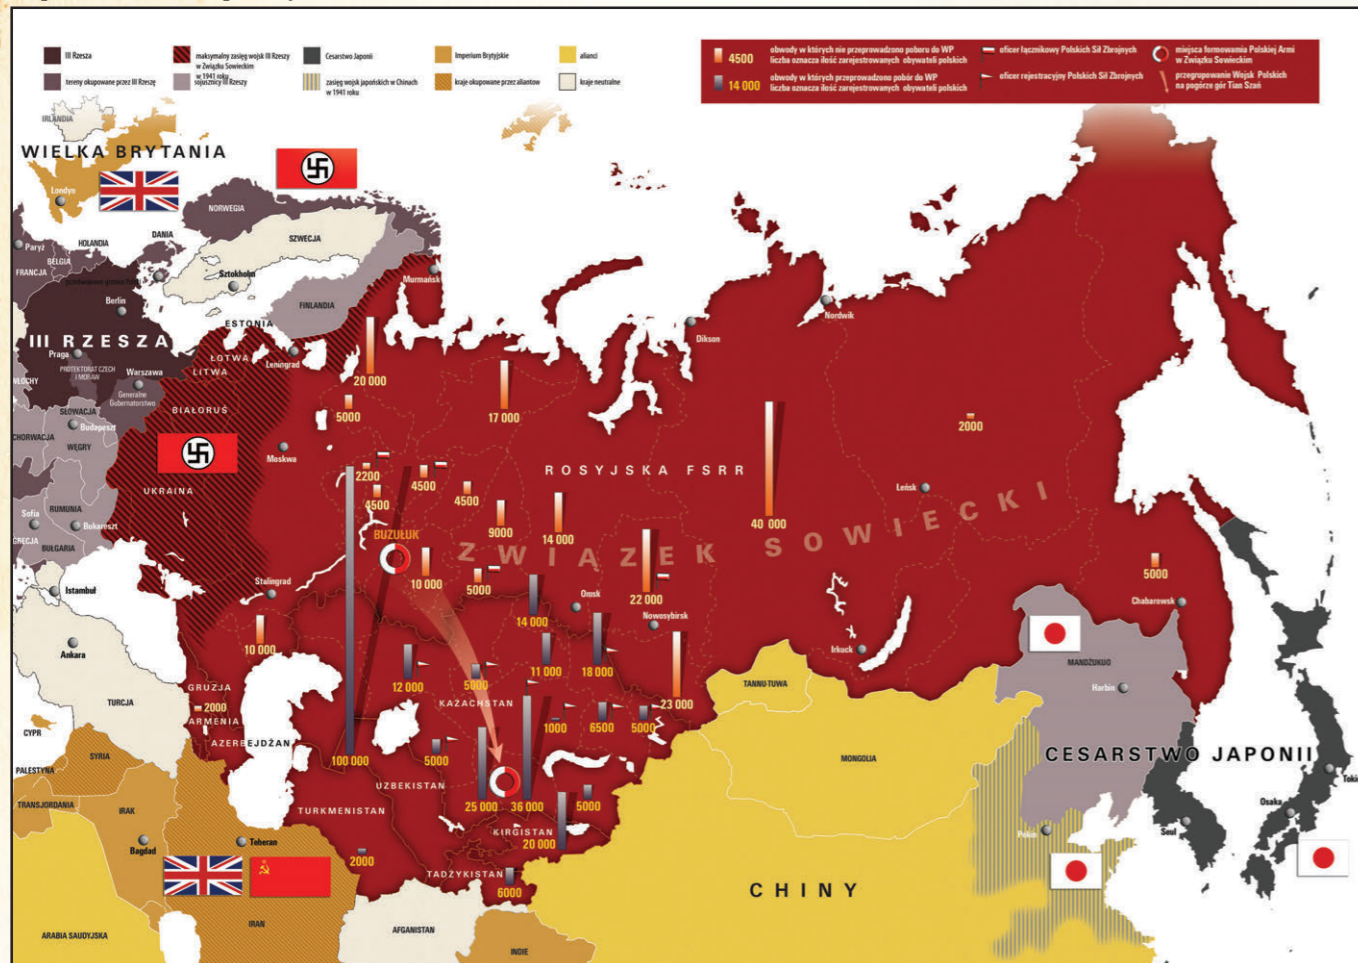 III Rzesza
maksymalny zasięg wojsk III Rzeszy
w Związku Sowieckim
w 1941 roku
Cesarstwo Japonii
Imperium Brytyjskie
alianci
tereny okupowane przez III Rzeszę
sojusznicy III Rzeszy
zasięg wojsk japońskich w Chinach
w 1941 roku
kraje okupowane przez aliantów
kraje neutralne
4500
obwody w których nie przeprowadzono poboru do WP
liczba oznacza ilość zarejestrowanych obywateli polskich
oficer łącznikowy Polskich Sił Zbrojnych
miejsca formowania Polskiej Armi
w Związku Sowieckim
14 000
obwody w których przeprowadzono pobór do WP
liczba oznacza ilość zarejestrowanych obywateli polskich
oficer rejestracyjny Polskich Sił Zbrojnych
przegrupowanie Wojsk Polskich
na pogórze gór Tian Szań
IRLANDIA
WIELKA BRYTANIA
Londyn
NORWEGIA
SZWECJA
DANIA
HOLANDIA
Paryż
BELGIA
FRANCJA
Sztokholm
Murmańsk
FINLANDIA
Berlin
ESTONIA
Nordwik
Dikson
III RZESZA
ŁOTWA
Leningrad
Praga
LITWA
PROTEKTORAT CZECH
I MORAW
Warszawa
20 000
WŁOCHY
Generalne
Gubernatorstwo
BIAŁORUŚ
5000
17 000
2000
SŁOWACJA
Budapeszt
CHORWACJA
WĘGRY
Moskwa
ROSYJSKA FSRR
2200
4500
4500
4500
Leńsk
UKRAINA
9000
14 000
40 000
RUMUNIA
Sofia
Bukareszt
GRECJA
BUŁGARIA
BUZUŁUK
ZWIĄZEK SOWIECKI
5000
10 000
5000
Istambuł
Stalingrad
Omsk
22 000
Chabarowsk
14 000
Nowosybirsk
Ankara
10 000
Irkuck
11 000
18 000
MANDŻUKUO
12 000
5000
TANNU-TUWA
Harbin
GRUZJA
TURCJA
KAZACHSTAN
23 000
2000
ARMENIA
1000
6500
5000
CYPR
AZERBEJDŻAN
SYRIA
100 000
5000
MONGOLIA
CESARSTWO JAPONII
PALESTYNA
UZBEKISTAN
Tokio
TRANSJORDANIA
IRAK
TURKMENISTAN
25 000
36 000
5000
Osaka
Seul
KIRGISTAN
Pekin
Bagdad
Teheran
2000
20 000
TADŻYKISTAN
6000
CHINY
IRAN
AFGANISTAN
ARABIA SAUDYJSKA
INDIE